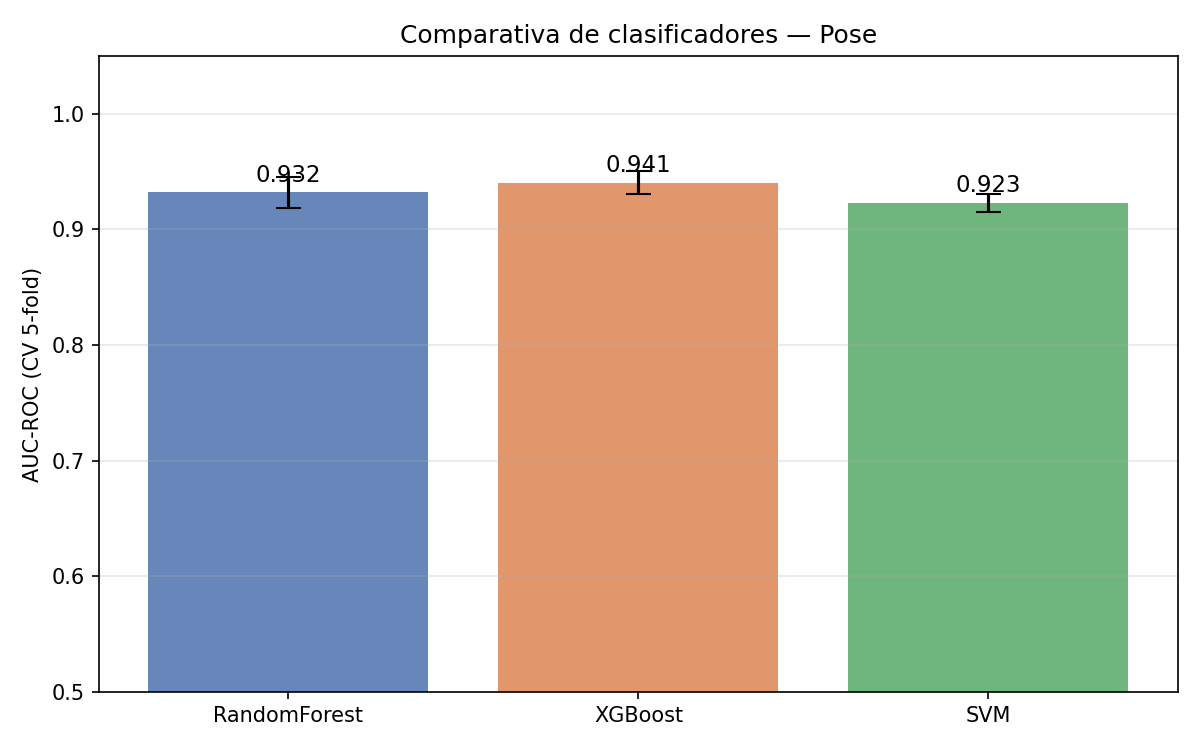 Comparativa de clasificadores — Pose
AUC-ROC (CV 5-fold)
1.0
0.9
0.8
0.7
0.6
0.5
0.932
0.941
0.923
RandomForest
XGBoost
SVM